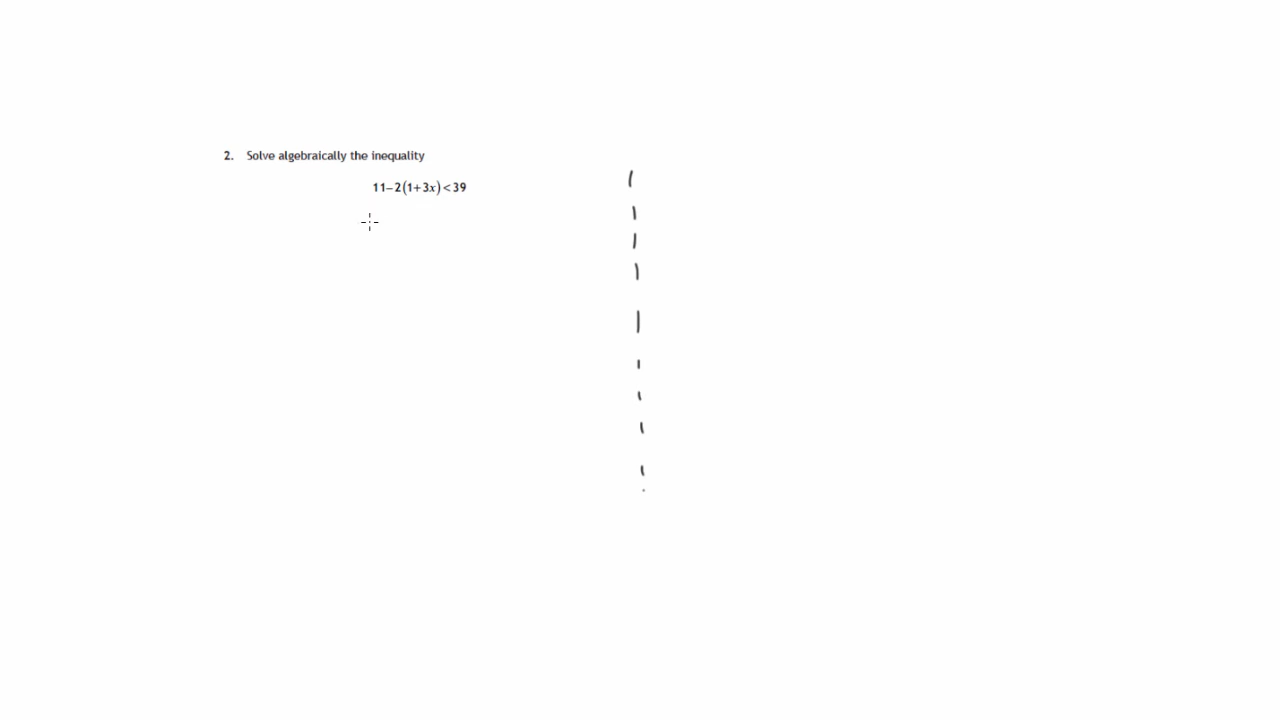 2. Solve algebraically the inequality
11–2(1+3x)<39